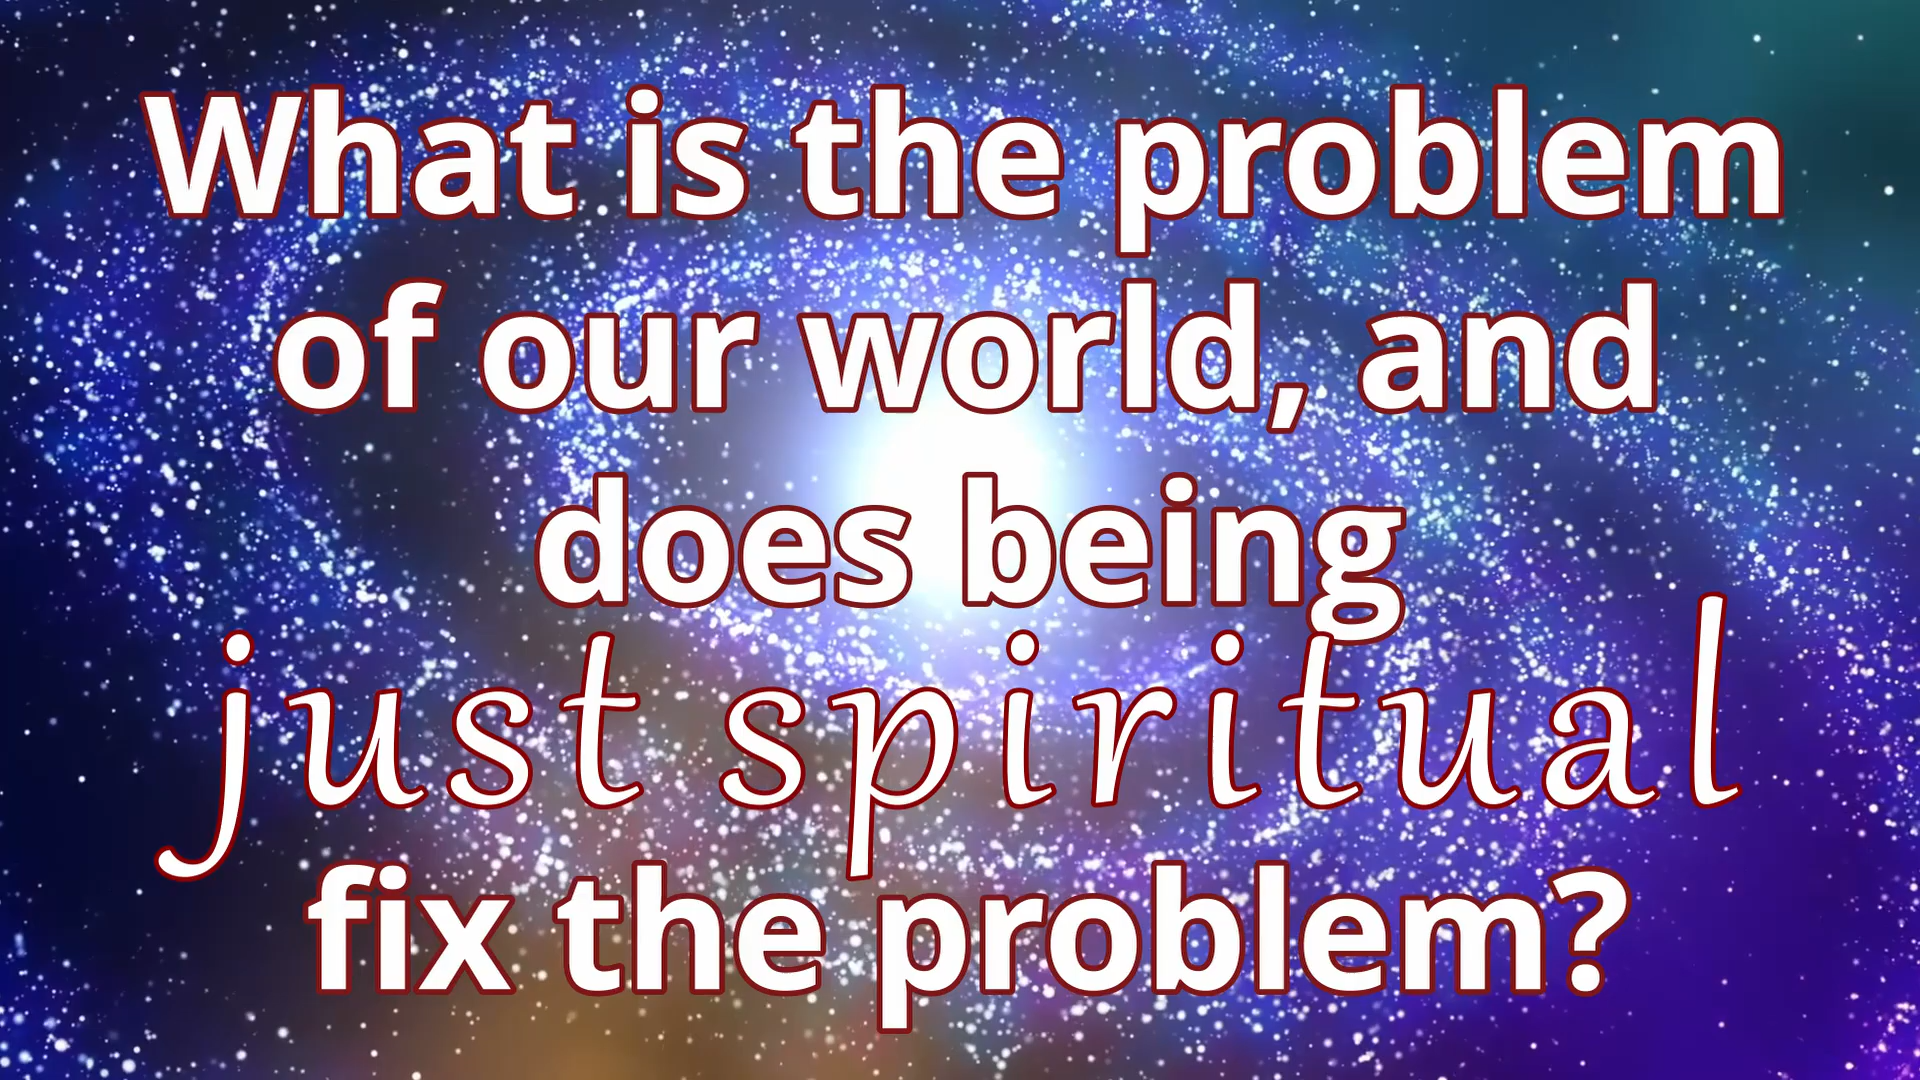 What is the problem
of our world, and
does being
just spiritual
fix the problem?